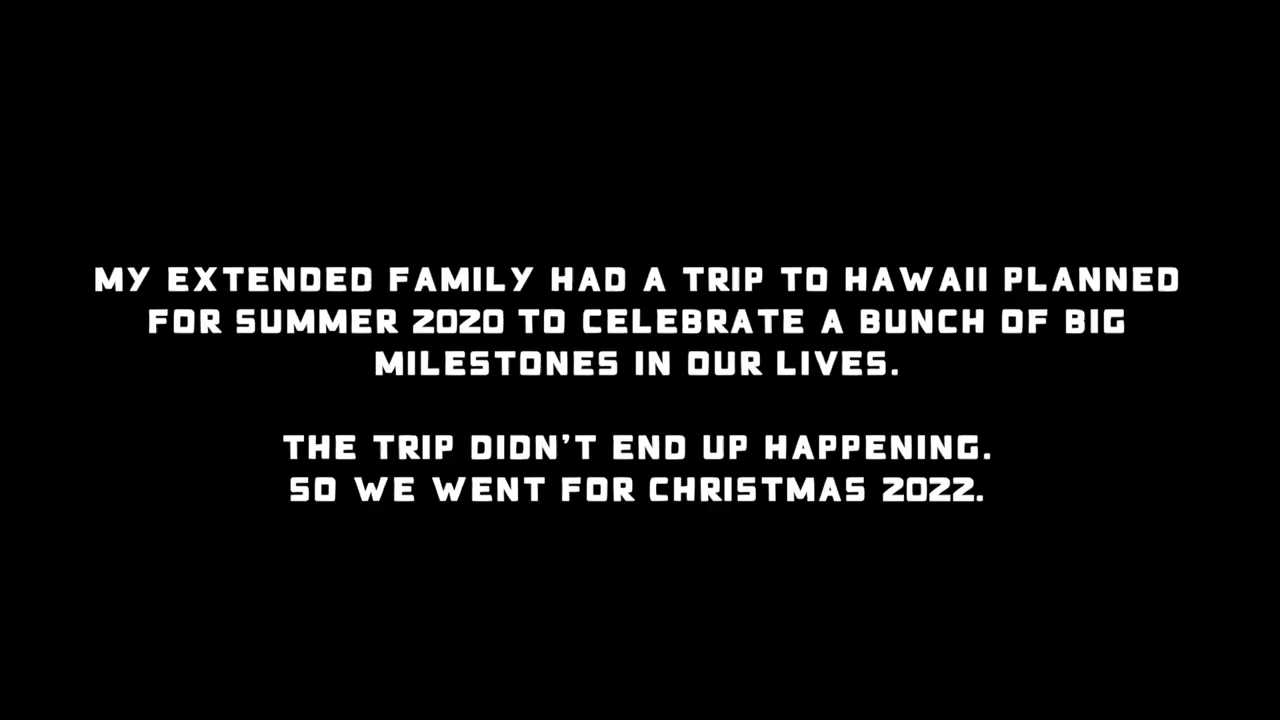 MY EXTENDED FAMILY HAD A TRIP TO HAWAII PLANNED
FOR SUMMER 2020 TO CELEBRATE A BUNCH OF BIG
MILESTONES IN OUR LIVES.
THE TRIP DIDN'T END UP HAPPENING.
SO WE WENT FOR CHRISTMAS 2022.